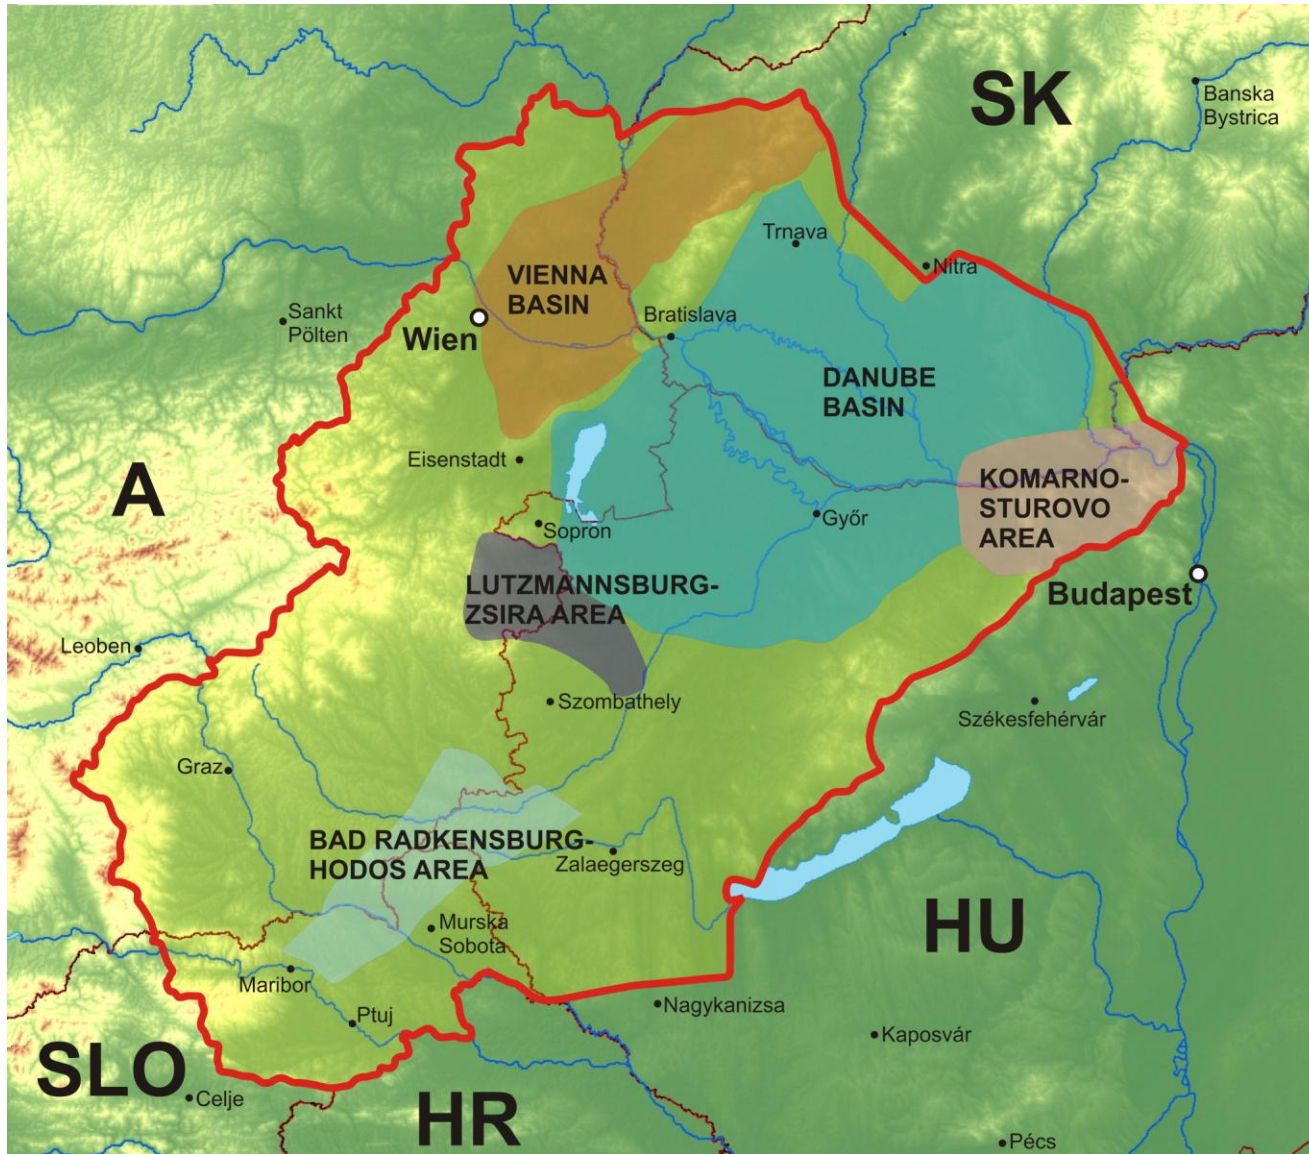 SK
Banska
Bystrica
Trnava
Nitra
VIENNA
BASIN
Sankt
Pölten
Wien
Bratislava
DANUBE
BASIN
Eisenstadt
A
KOMARNO-
STUROVO
AREA
Győr
Sopron
LUTZMANNSBURG-
ZSIRA AREA
Budapest
Leoben
Szombathely
Székesfehérvár
Graz
BAD RADKENSBURG-
HODOS AREA
Zalaegerszeg
HU
Murska
Sobota
Maribor
Nagykanizsa
Ptuj
Kaposvár
SLO
Celje
HR
Pécs